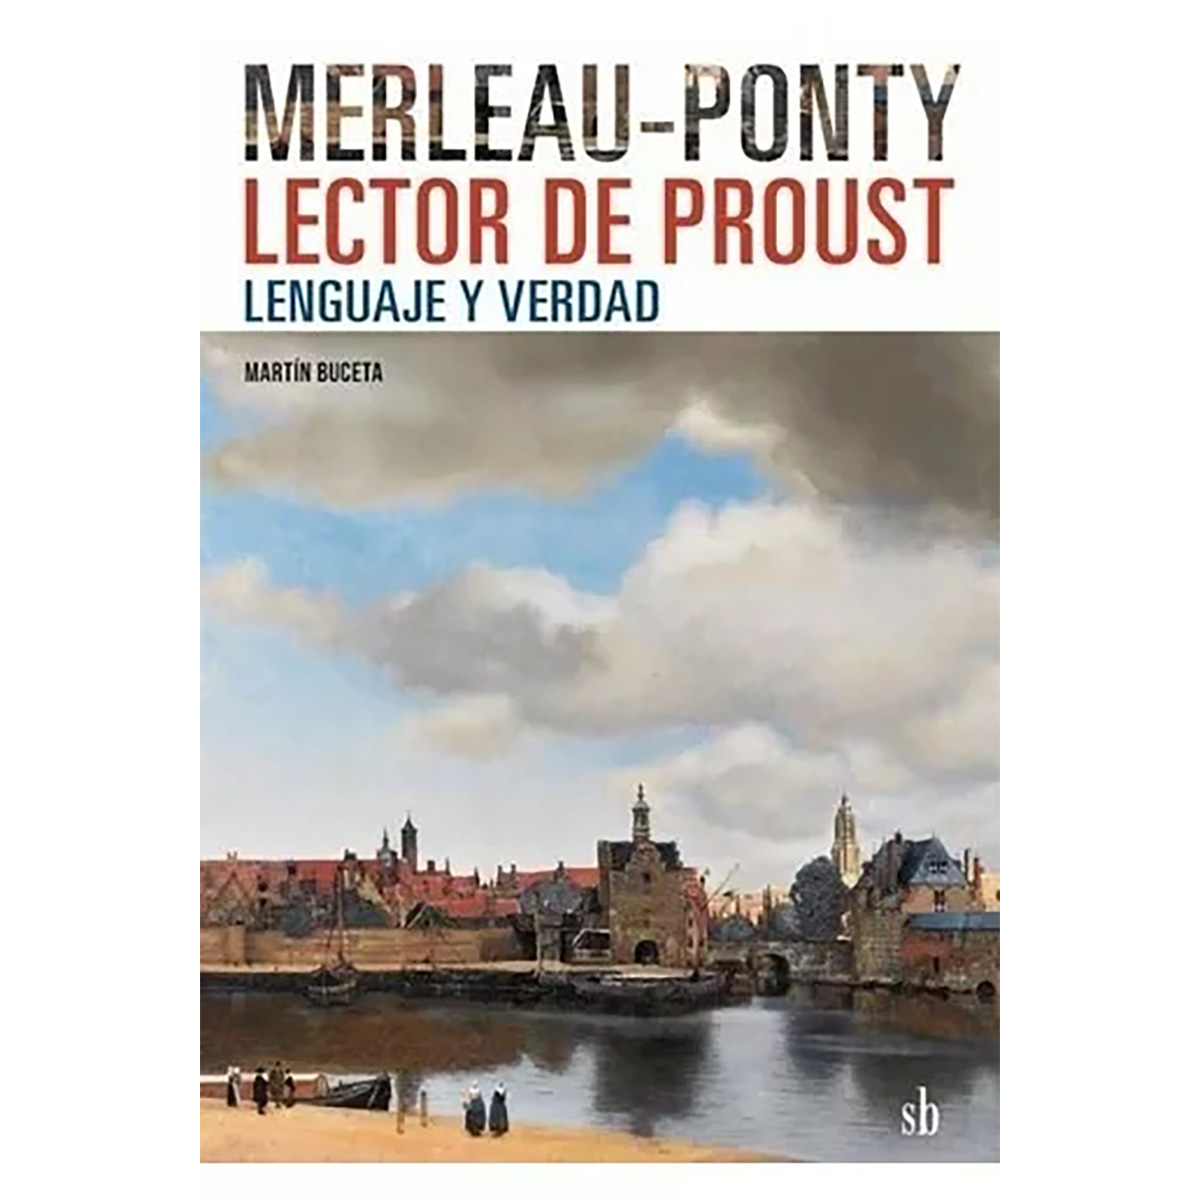 MERLEAU-PONTY
LECTOR DE PROUST
LENGUAJE Y VERDAD
MARTÍN BUCETA
sb